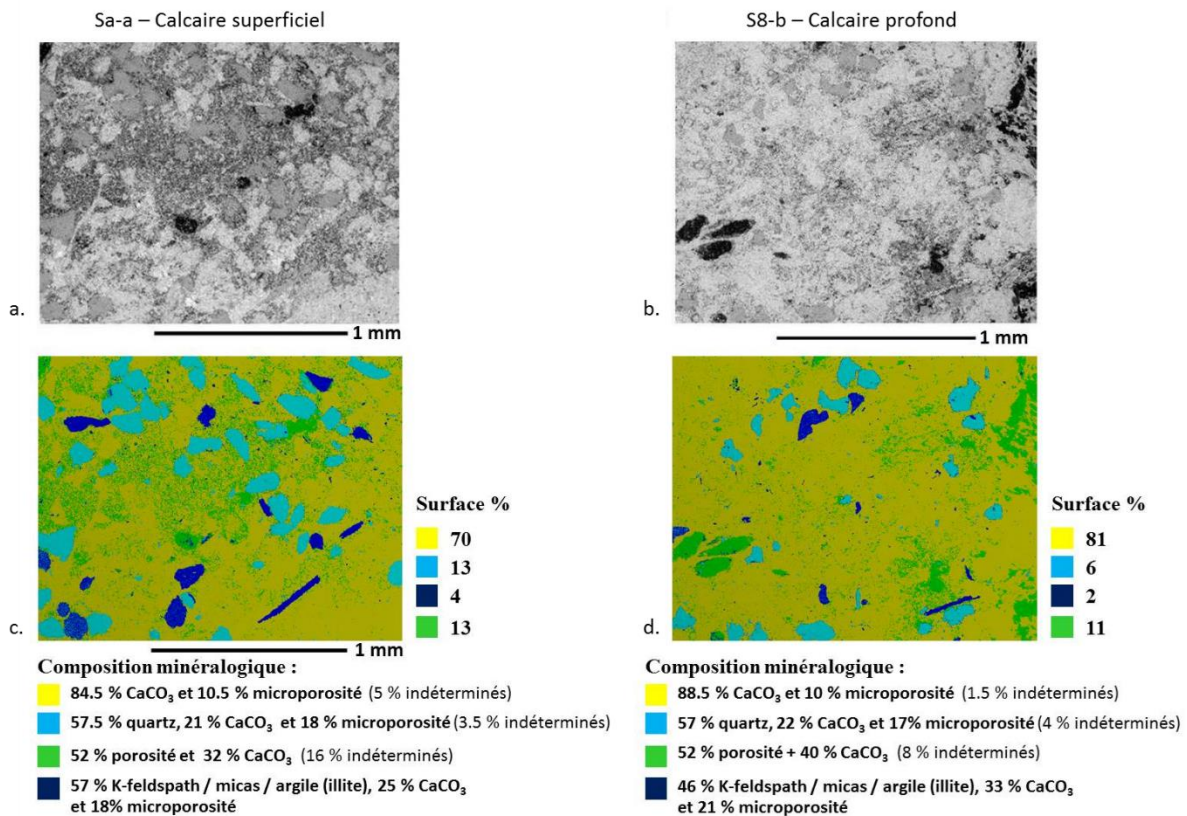 Sa-a – Calcaire superficiel
S8-b – Calcaire profond
a.
1 mm
b.
1 mm
c.
1 mm
Surface %
70
13
4
13
d.
Surface %
81
6
2
11
Composition minéralogique :
84.5 % CaCO₃ et 10.5 % microporosité (5 % indéterminés)
57.5 % quartz, 21 % CaCO₃ et 18 % microporosité (3.5 % indéterminés)
52 % porosité et 32 % CaCO₃ (16 % indéterminés)
57 % K-feldspath / micas / argile (illite), 25 % CaCO₃
et 18% microporosité
Composition minéralogique :
88.5 % CaCO₃ et 10 % microporosité (1.5 % indéterminés)
57 % quartz, 22 % CaCO₃ et 17% microporosité (4 % indéterminés)
52 % porosité + 40 % CaCO₃ (8 % indéterminés)
46 % K-feldspath / micas / argile (illite), 33 % CaCO₃
et 21 % microporosité